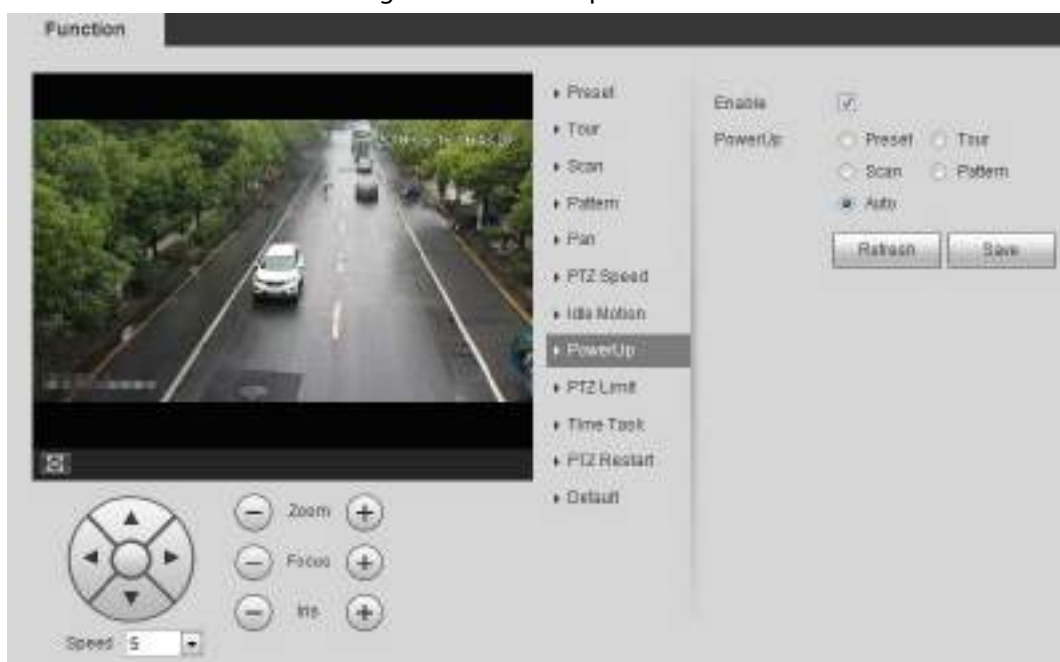 Function
Preset
Tour
Scan
Pattern
Pan
PTZ Speed
Idle Motion
PowerUp
PTZ Limit
Time Task
PTZ Restart
Default
Enable
PowerUp
Preset
Tour
Scan
Pattern
Auto
Refresh
Save
Zoom
Focus
Iris
Speed 5